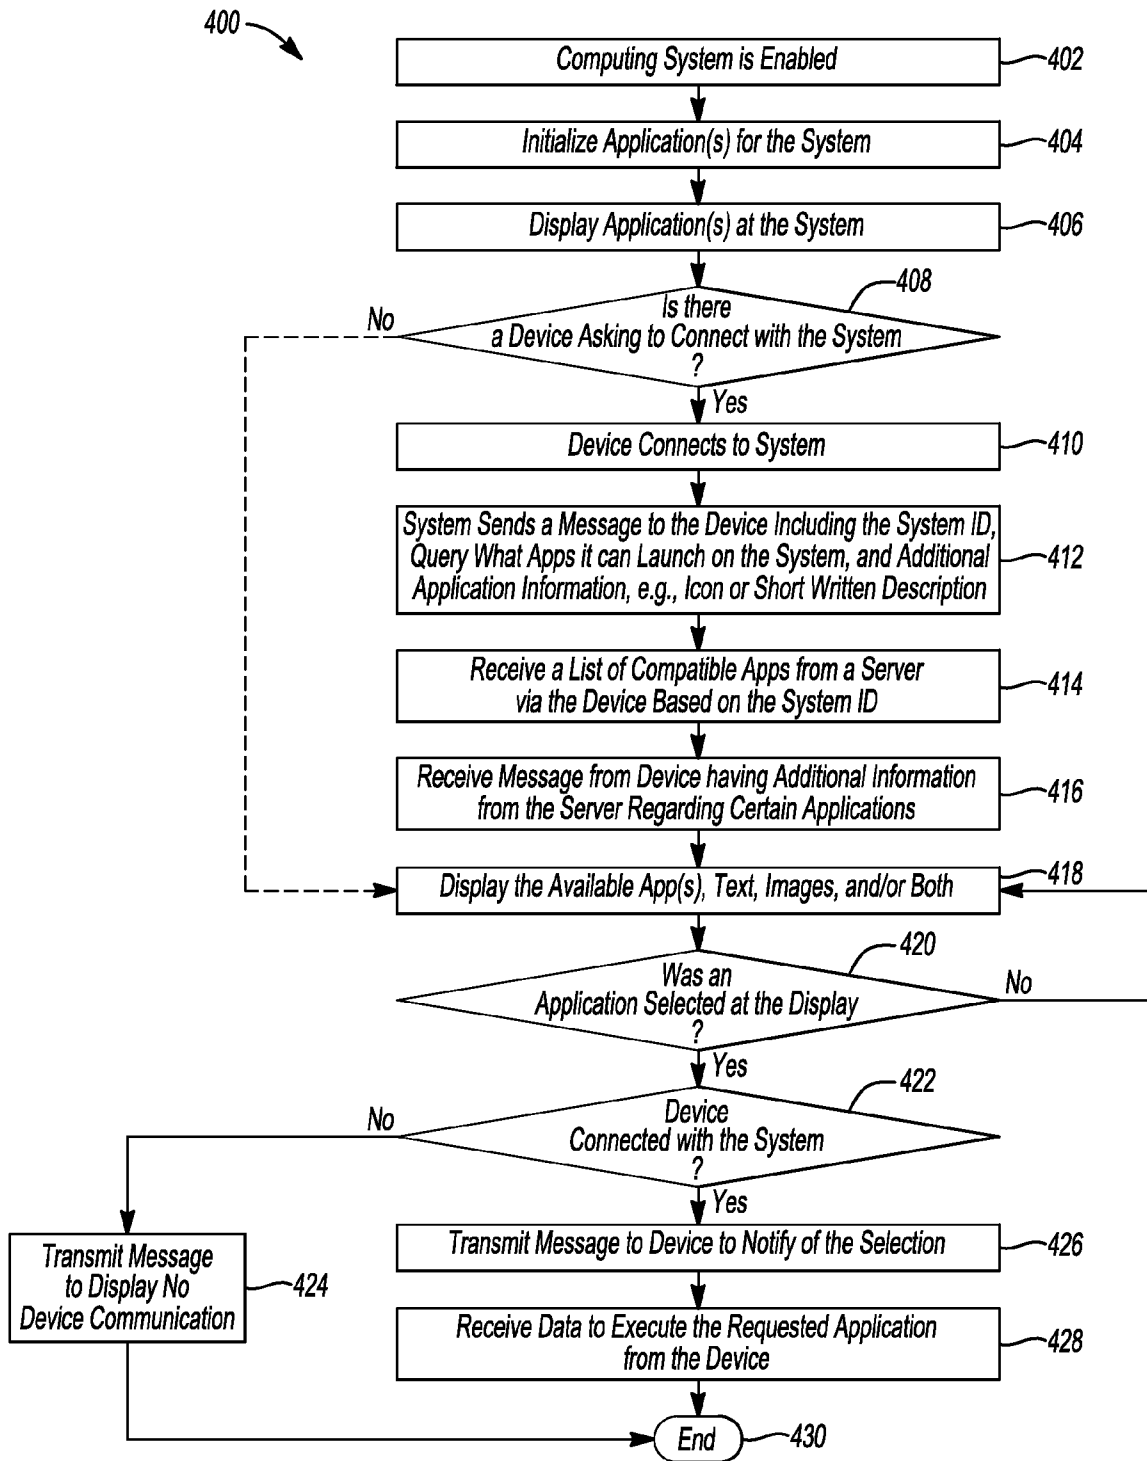 400
Computing System is Enabled
402
Initialize Application(s) for the System
404
Display Application(s) at the System
406
408
Is there
a Device Asking to Connect with the System
?
No
Yes
Device Connects to System
410
System Sends a Message to the Device Including the System ID,
Query What Apps it can Launch on the System, and Additional
Application Information, e.g., Icon or Short Written Description
412
Receive a List of Compatible Apps from a Server
via the Device Based on the System ID
414
Receive Message from Device having Additional Information
from the Server Regarding Certain Applications
416
Display the Available App(s), Text, Images, and/or Both
418
420
Was an
Application Selected at the Display
?
No
Yes
422
Device
Connected with the System
?
No
Yes
Transmit Message
to Display No
Device Communication
424
Transmit Message to Device to Notify of the Selection
426
Receive Data to Execute the Requested Application
from the Device
428
End
430